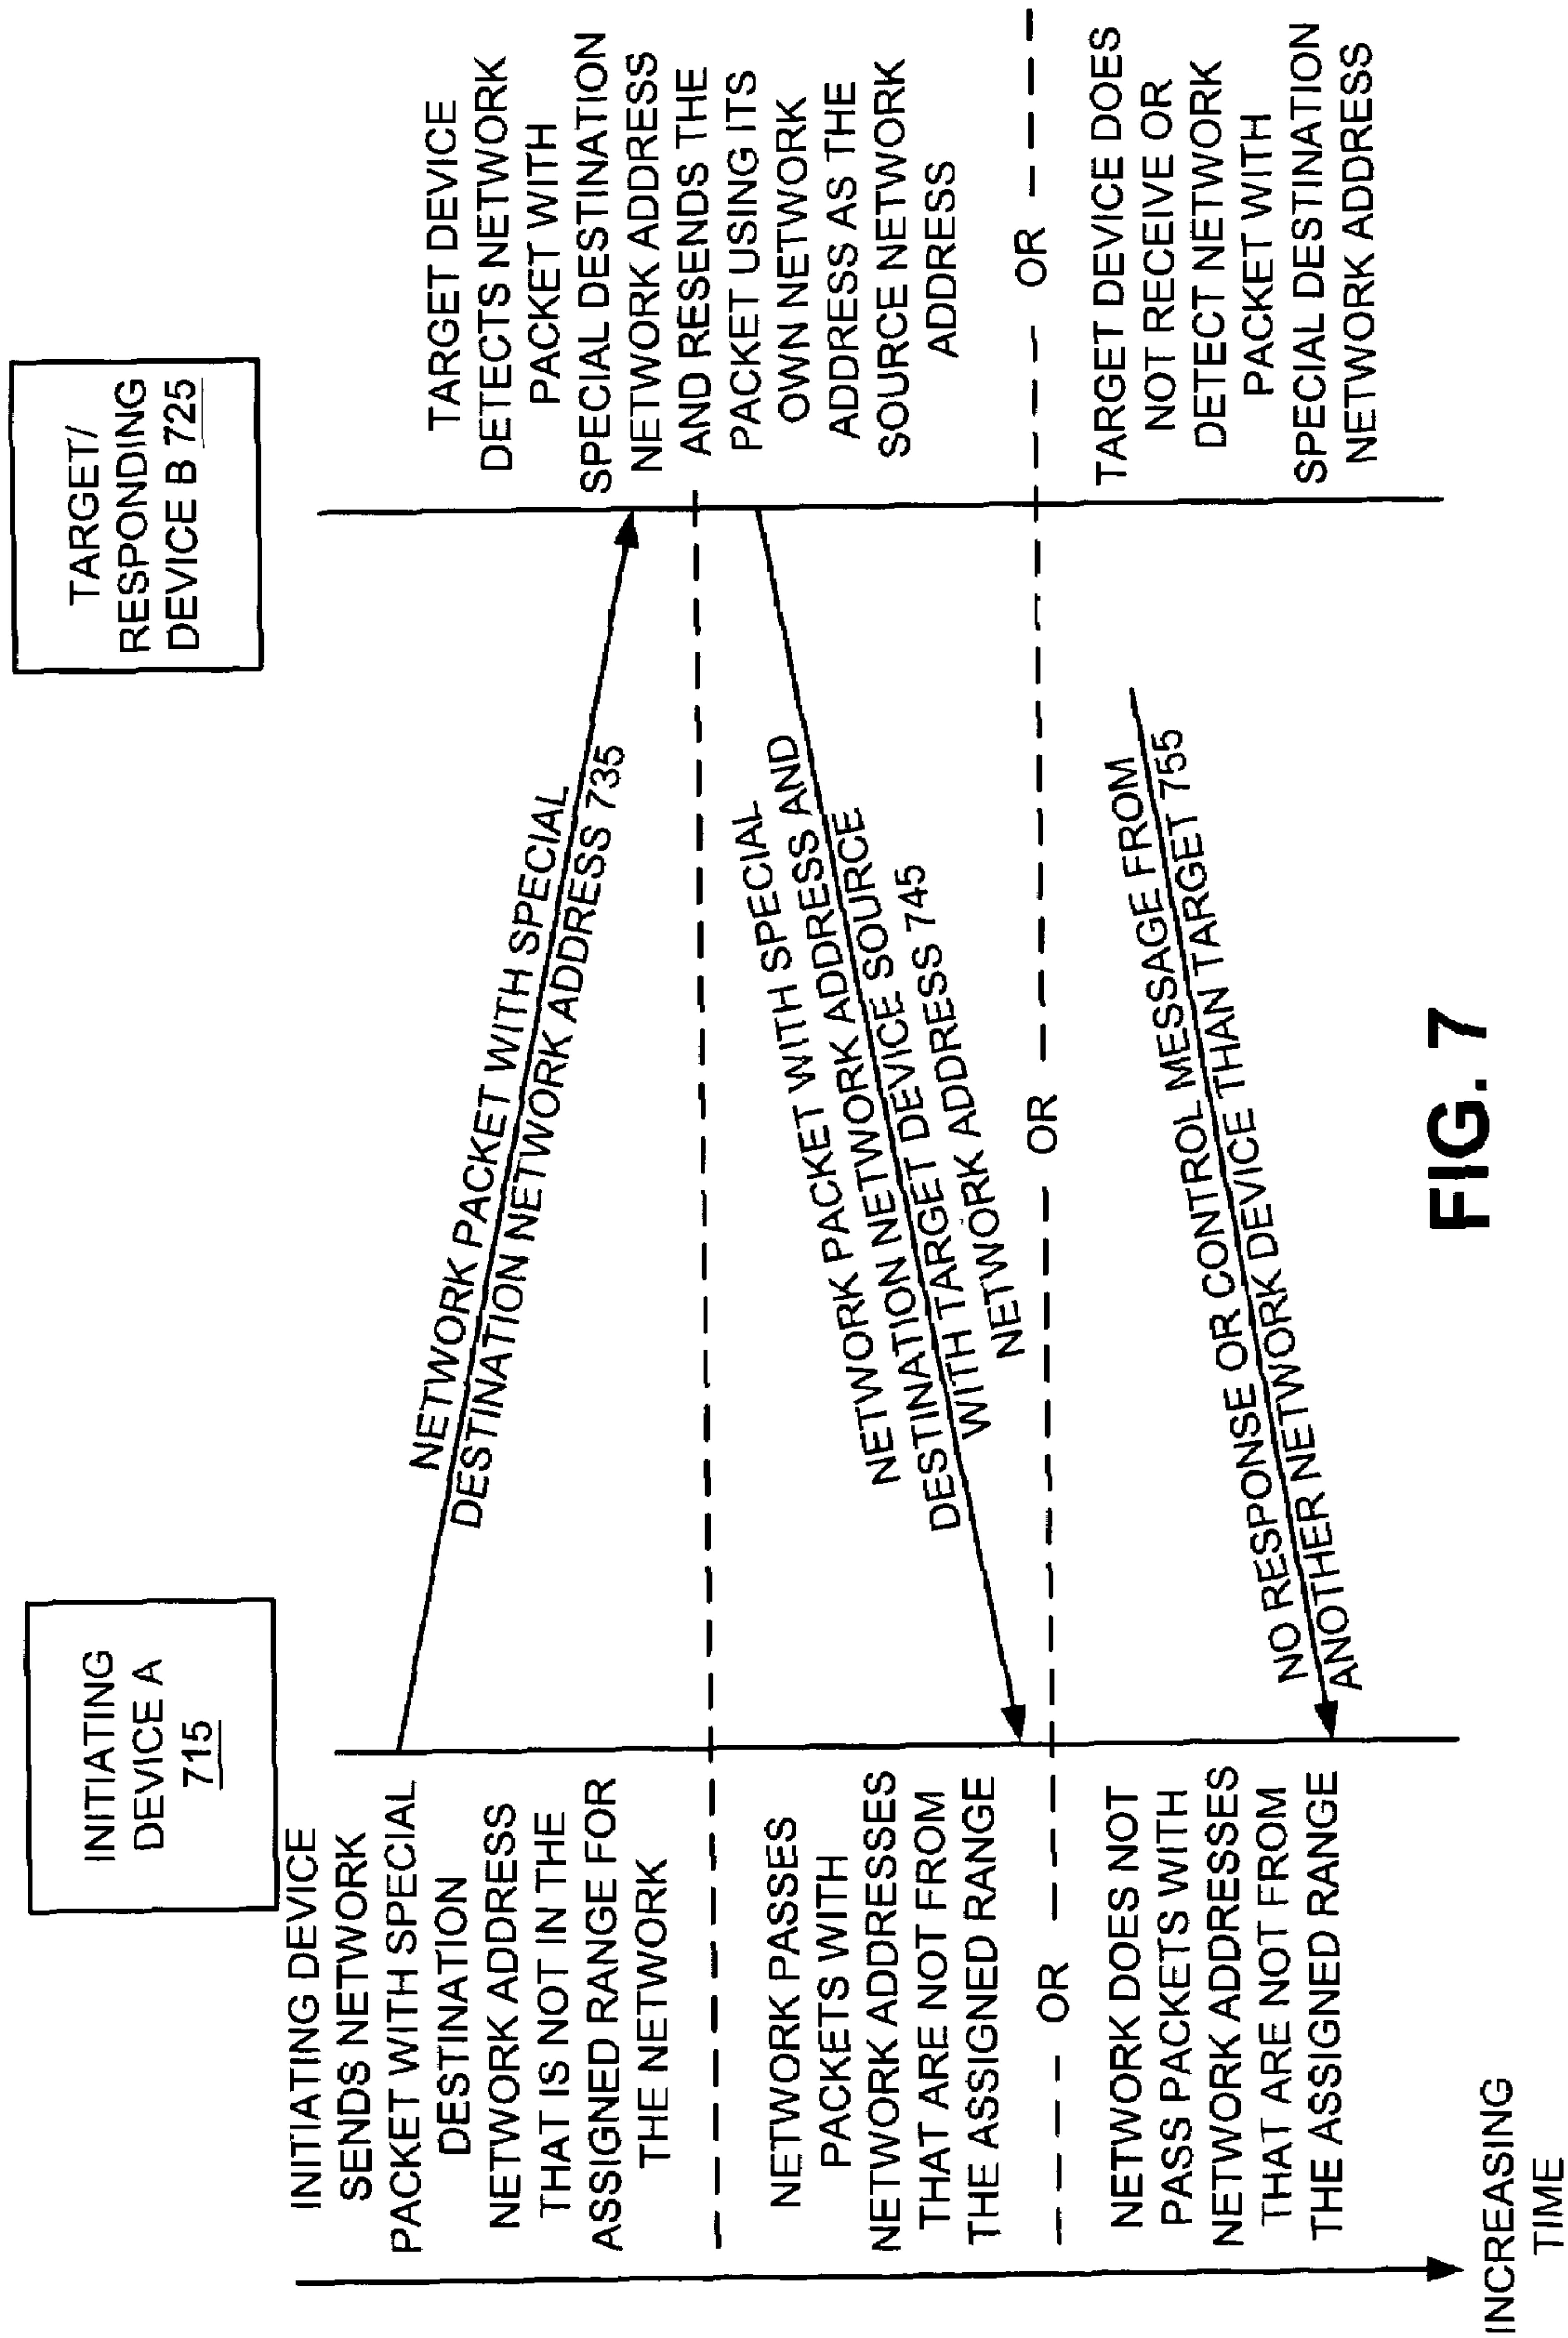 INITIATING
DEVICE A
715
TARGET/
RESPONDING
DEVICE B 725
INITIATING DEVICE
SENDS NETWORK
PACKET WITH SPECIAL
DESTINATION
NETWORK ADDRESS
THAT IS NOT IN THE
ASSIGNED RANGE FOR
THE NETWORK
NETWORK PACKET WITH SPECIAL
DESTINATION NETWORK ADDRESS 735
TARGET DEVICE
DETECTS NETWORK
PACKET WITH
SPECIAL DESTINATION
NETWORK ADDRESS
AND RESENDS THE
PACKET USING ITS
OWN NETWORK
ADDRESS AS THE
SOURCE NETWORK
ADDRESS
NETWORK PASSES
PACKETS WITH
NETWORK ADDRESSES
THAT ARE NOT FROM
THE ASSIGNED RANGE
NETWORK PACKET WITH SPECIAL
DESTINATION NETWORK ADDRESS AND
WITH TARGET DEVICE SOURCE
NETWORK ADDRESS 745
OR
OR
OR
NETWORK DOES NOT
PASS PACKETS WITH
NETWORK ADDRESSES
THAT ARE NOT FROM
THE ASSIGNED RANGE
NO RESPONSE OR CONTROL MESSAGE FROM
ANOTHER NETWORK DEVICE THAN TARGET 755
TARGET DEVICE DOES
NOT RECEIVE OR
DETECT NETWORK
PACKET WITH
SPECIAL DESTINATION
NETWORK ADDRESS
INCREASING
TIME
FIG. 7